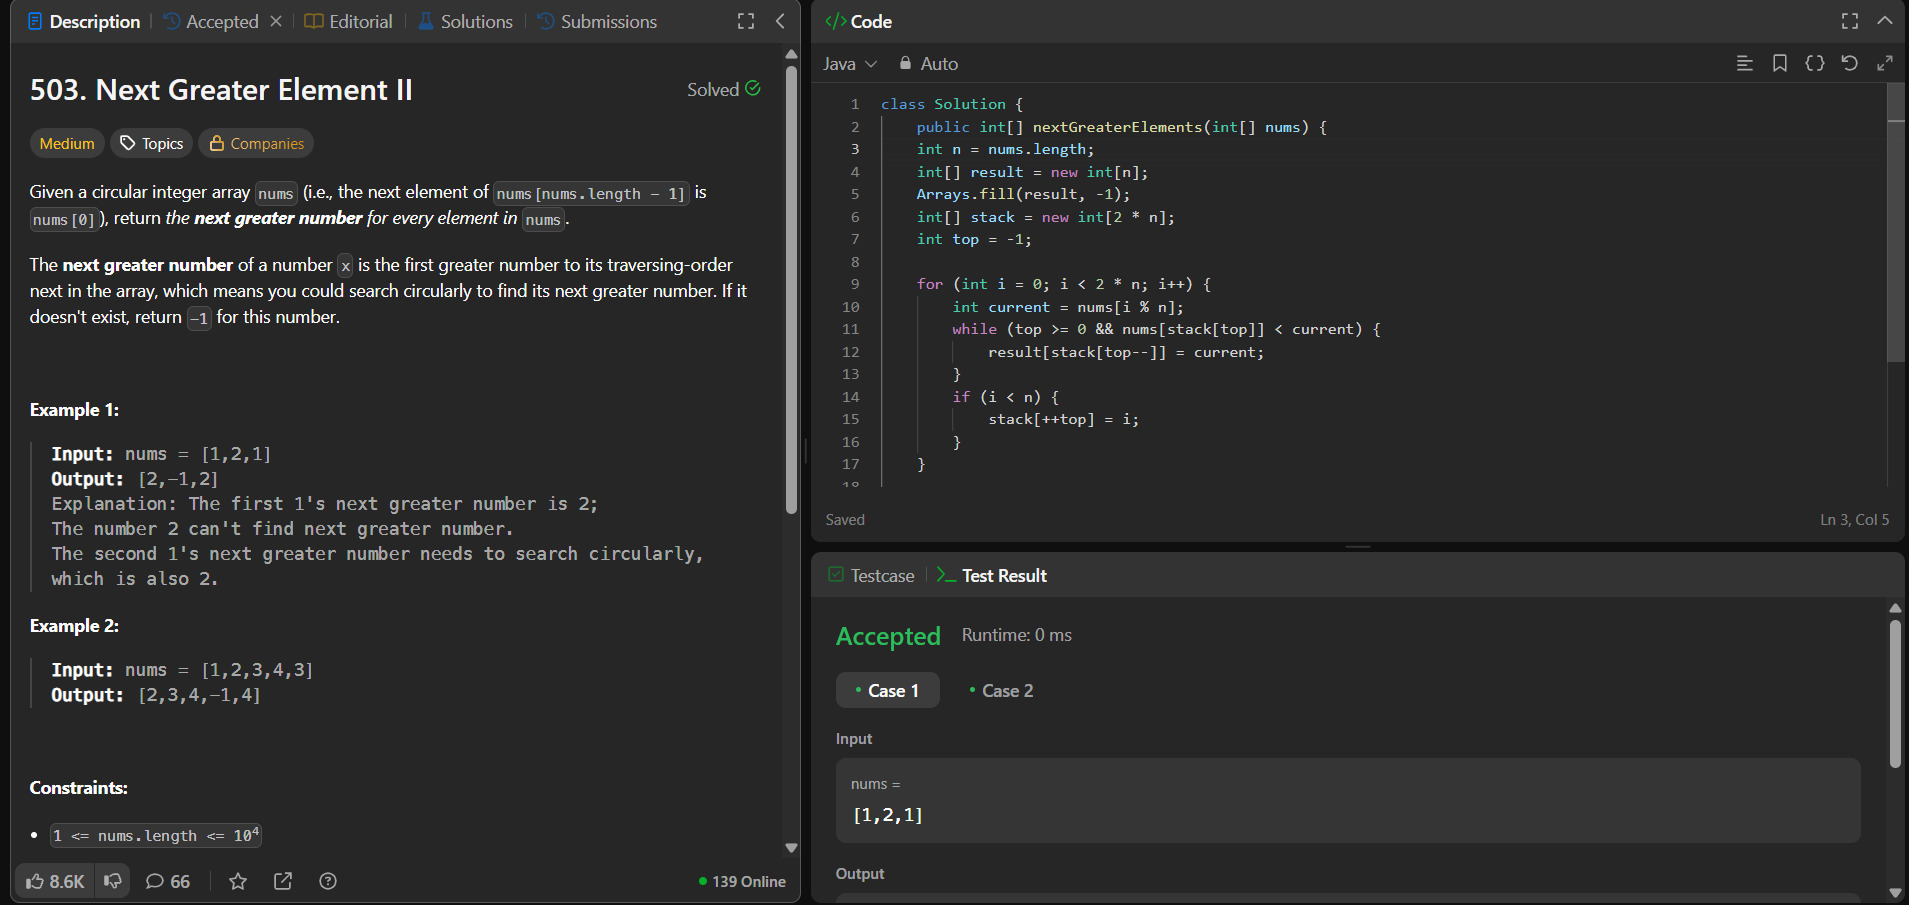 Description
Accepted
Editorial
Solutions
Submissions
503. Next Greater Element II
Solved
Medium
Topics
Companies
Given a circular integer array nums (i.e., the next element of nums[nums.length - 1] is
nums[0]), return the next greater number for every element in nums.
The next greater number of a number x is the first greater number to its traversing-order
next in the array, which means you could search circularly to find its next greater number. If it
doesn't exist, return -1 for this number.
Example 1:
Input: nums = [1,2,1]
Output: [2,-1,2]
Explanation: The first 1's next greater number is 2;
The number 2 can't find next greater number.
The second 1's next greater number needs to search circularly,
which is also 2.
Example 2:
Input: nums = [1,2,3,4,3]
Output: [2,3,4,-1,4]
Constraints:
• 1 <= nums.length <= 10⁴
8.6K
66
139 Online
</> Code
Java
Auto
1 class Solution {
2     public int[] nextGreaterElements(int[] nums) {
3     int n = nums.length;
4     int[] result = new int[n];
5     Arrays.fill(result, -1);
6     int[] stack = new int[2 * n];
7     int top = -1;
8
9     for (int i = 0; i < 2 * n; i++) {
10         int current = nums[i % n];
11         while (top >= 0 && nums[stack[top]] < current) {
12             result[stack[top--]] = current;
13         }
14         if (i < n) {
15             stack[++top] = i;
16         }
17     }
18
Saved
Ln 3, Col 5
Testcase
Test Result
Accepted
Runtime: 0 ms
• Case 1
• Case 2
Input
nums =
[1,2,1]
Output